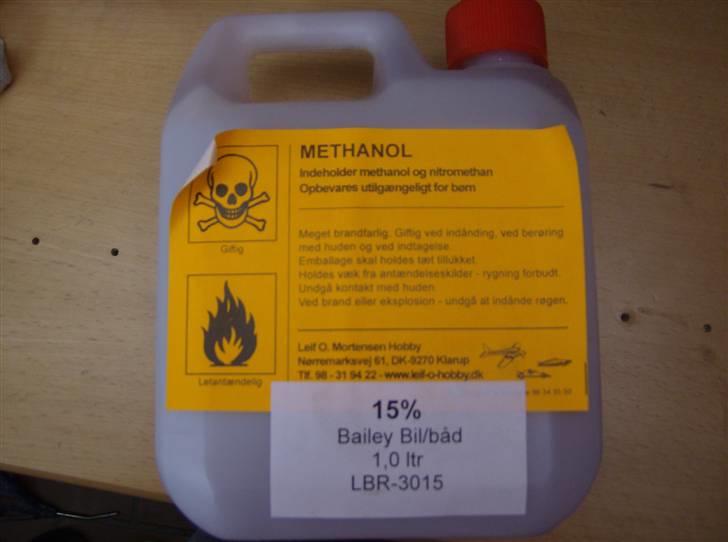 METHANOL
Indeholder methanol og nitromethan
Opbevares utilgængeligt for børn
Giftig
Meget brandfarlig. Giftig ved indånding, ved berøring
med huden og ved indtagelse.
Emballage skal holdes tæt tillukket.
Holdes væk fra antændelseskilder - rygning forbudt.
Undgå kontakt med huden.
Ved brand eller eksplosion - undgå at indånde røgen.
Letantændelig
Leif O. Mortensen Hobby
Nørremarksvej 61, DK-9270 Klarup
Tlf. 98 - 31 94 22 - www.leif-o-hobby.dk
15%
Bailey Bil/båd
1,0 ltr
LBR-3015